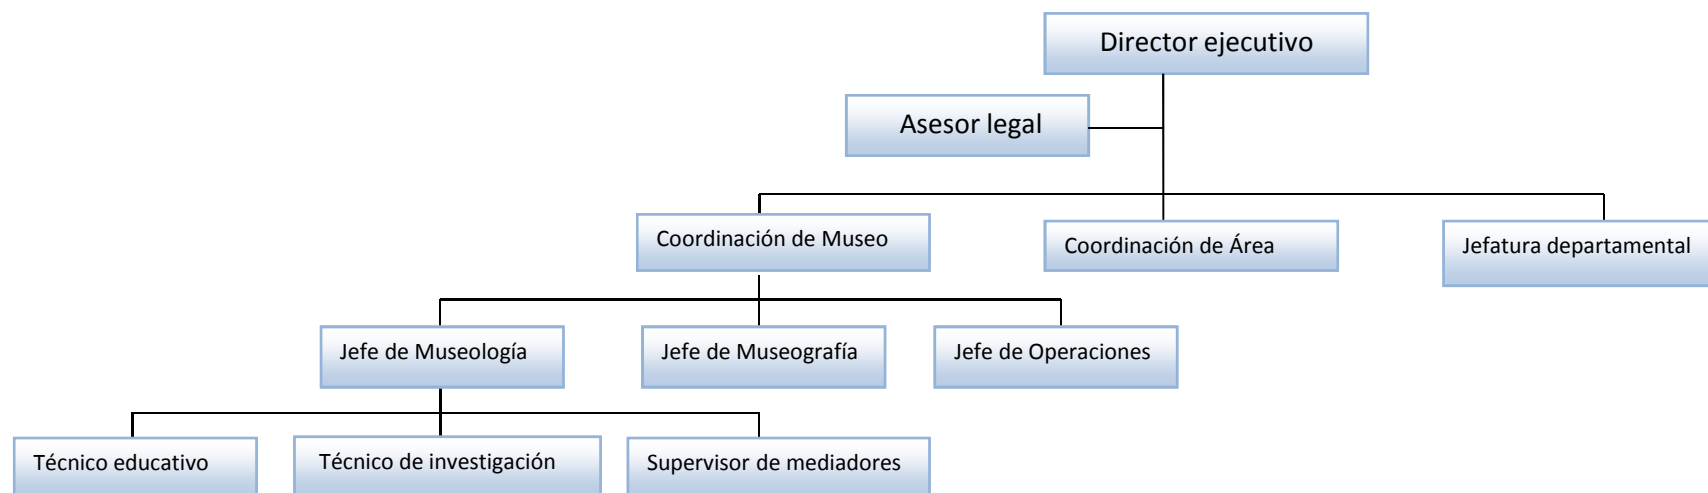 Director ejecutivo
Asesor legal
Coordinación de Museo
Coordinación de Área
Jefatura departamental
Jefe de Museología
Jefe de Museografía
Jefe de Operaciones
Técnico educativo
Técnico de investigación
Supervisor de mediadores